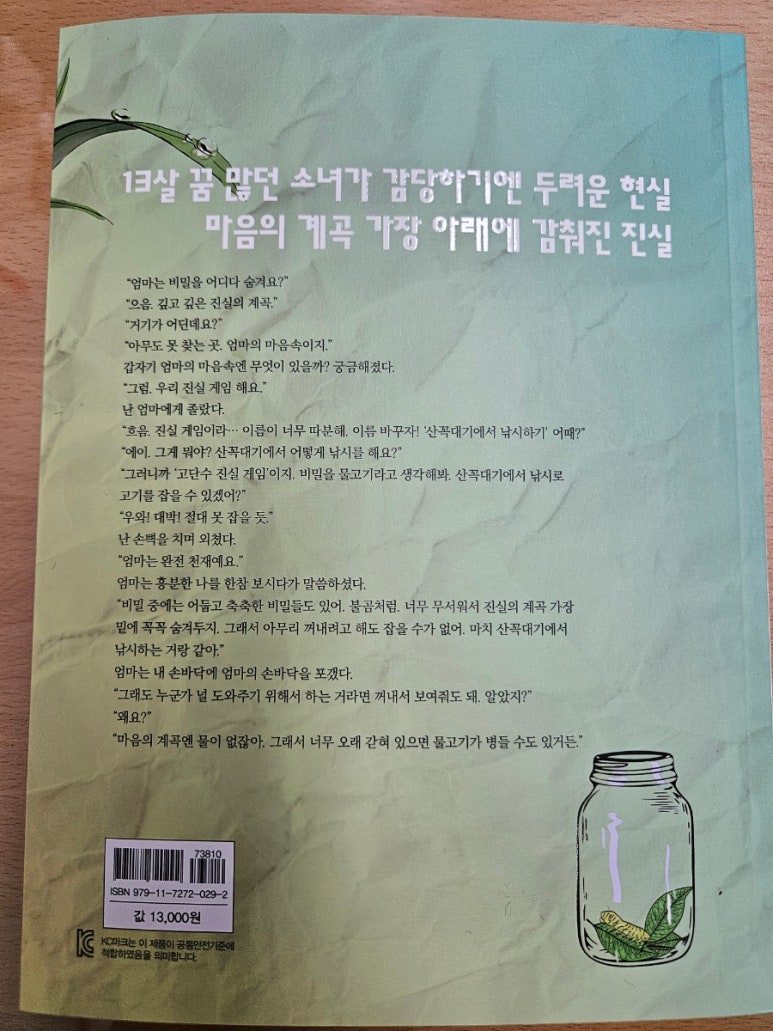 13살 꿈 많던 소녀가 감당하기엔 두려운 현실
마음의 계곡 가장 아래에 감춰진 진실
“엄마는 비밀을 어디다 숨겨요?”
“으음. 깊고 깊은 진실의 계곡.”
“거기가 어딘데요?”
“아무도 못 찾는 곳. 엄마의 마음속이지.”
갑자기 엄마의 마음속엔 무엇이 있을까? 궁금해졌다.
“그럼. 우리 진실 게임 해요.”
난 엄마에게 졸랐다.
“흐음. 진실 게임이라… 이름이 너무 따분해. 이름 바꾸자! ‘산꼭대기에서 낚시하기’ 어때?”
“에이. 그게 뭐야? 산꼭대기에서 어떻게 낚시를 해요?”
“그러니까 ‘고단수 진실 게임’이지. 비밀을 물고기라고 생각해봐. 산꼭대기에서 낚시로
고기를 잡을 수 있겠어?”
“우와! 대박! 절대 못 잡을 듯.”
난 손뼉을 치며 외쳤다.
“엄마는 완전 천재예요.”
엄마는 흥분한 나를 한참 보시다가 말씀하셨다.
“비밀 중에는 어둡고 축축한 비밀들도 있어. 불곰처럼. 너무 무서워서 진실의 계곡 가장
밑에 꼭꼭 숨겨두지. 그래서 아무리 꺼내려고 해도 잡을 수가 없어. 마치 산꼭대기에서
낚시하는 거랑 같아.”
엄마는 내 손바닥에 엄마의 손바닥을 포갰다.
“그래도 누군가 널 도와주기 위해서 하는 거라면 꺼내서 보여줘도 돼. 알았지?”
“왜요?”
“마음의 계곡엔 물이 없잖아. 그래서 너무 오래 갇혀 있으면 물고기가 병들 수도 있거든.”
73810
ISBN 979-11-7272-029-2
값 13,000원
KC마크는 이 제품이 공통안전기준에
적합하였음을 의미합니다.